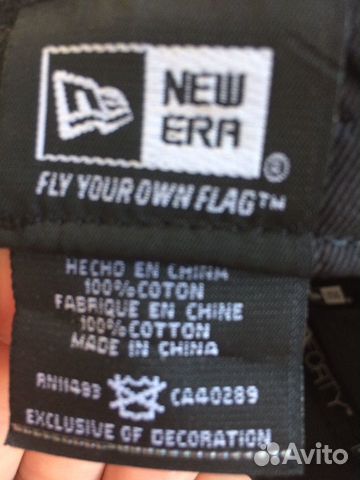 NEW
ERA
®
FLY YOUR OWN FLAG™
HECHO EN CHINA
100% COTON
FABRIQUE EN CHINE
100% COTTON
MADE IN CHINA
RN11493 CA40289
EXCLUSIVE OF DECORATION
Avito